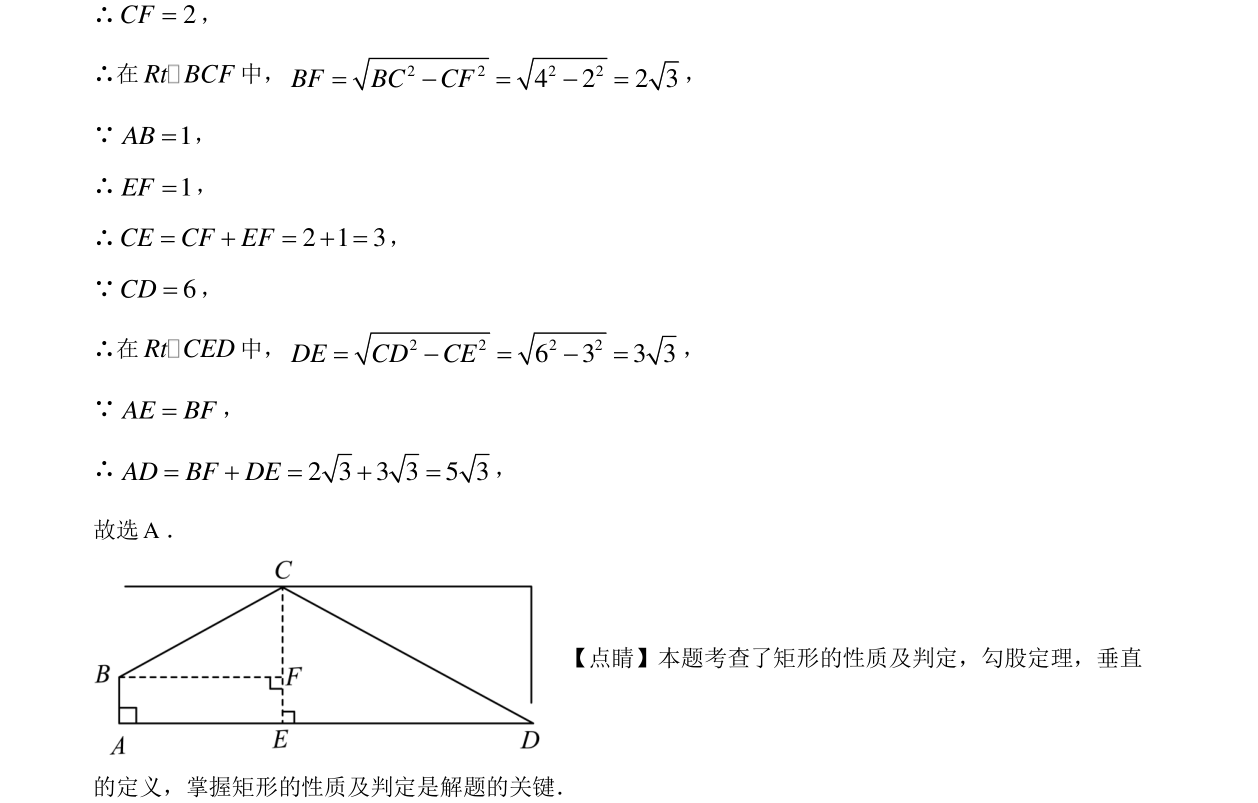 ∴CF=2，
∴在Rt□BCF中，BF=√(BC²−CF²)=√(4²−2²)=2√3，
∵AB=1，
∴EF=1，
∴CE=CF+EF=2+1=3，
∵CD=6，
∴在Rt□CED中，DE=√(CD²−CE²)=√(6²−3²)=3√3，
∵AE=BF，
∴AD=BF+DE=2√3+3√3=5√3，
故选A．
C
B
F
A
E
D
【点睛】本题考查了矩形的性质及判定，勾股定理，垂直
的定义，掌握矩形的性质及判定是解题的关键．